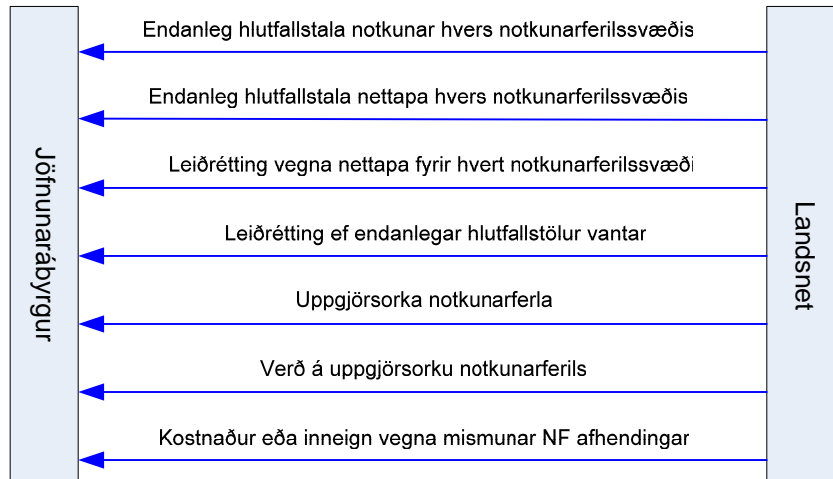 Endanleg hlutfallstala notkunar hvers notkunarferilssvæðis
Endanleg hlutfallstala nettapa hvers notkunarferilssvæðis
Leiðrétting vegna nettapa fyrir hvert notkunarferilssvæði
Leiðrétting ef endanlegar hlutfallstölur vantar
Uppgjörsorka notkunarferla
Verð á uppgjörsorku notkunarferils
Kostnaður eða inneign vegna mismunar NF afhendingar
Jöfnunarábyrgur
Landsnet